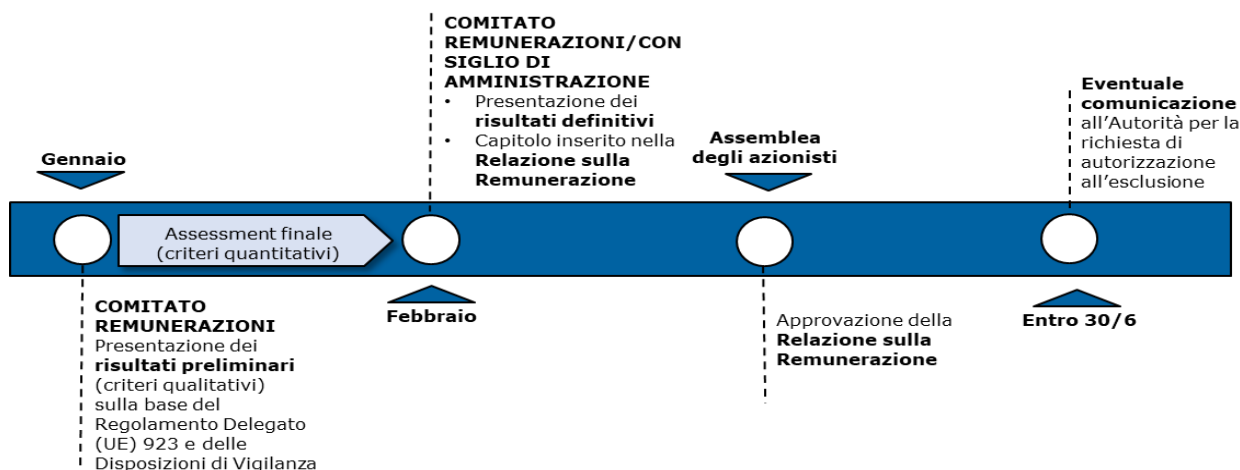 Gennaio
COMITATO
REMUNERAZIONI
Presentazione dei
risultati preliminari
(criteri qualitativi)
sulla base del
Regolamento Delegato
(UE) 923 e delle
Disposizioni di Vigilanza
Assessment finale
(criteri quantitativi)
COMITATO
REMUNERAZIONI/CON
SIGLIO DI
AMMINISTRAZIONE
• Presentazione dei
risultati definitivi
• Capitolo inserito nella
Relazione sulla
Remunerazione
Febbraio
Assemblea
degli azionisti
Approvazione della
Relazione sulla
Remunerazione
Eventuale
comunicazione
all'Autorità per la
richiesta di
autorizzazione
all'esclusione
Entro 30/6